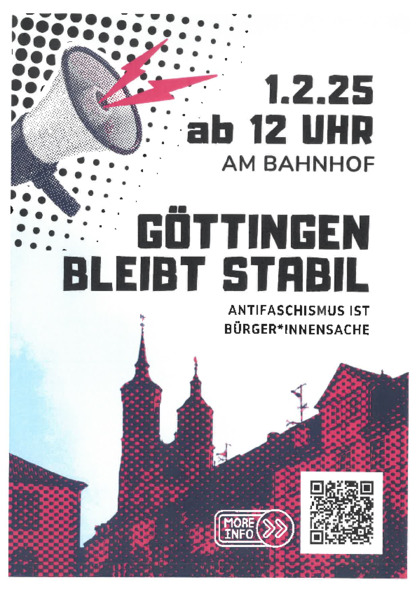 1.2.25
ab 12 UHR
AM BAHNHOF
GÖTTINGEN
BLEIBT STABIL
ANTIFASCHISMUS IST
BÜRGER*INNENSACHE
MORE
INFO